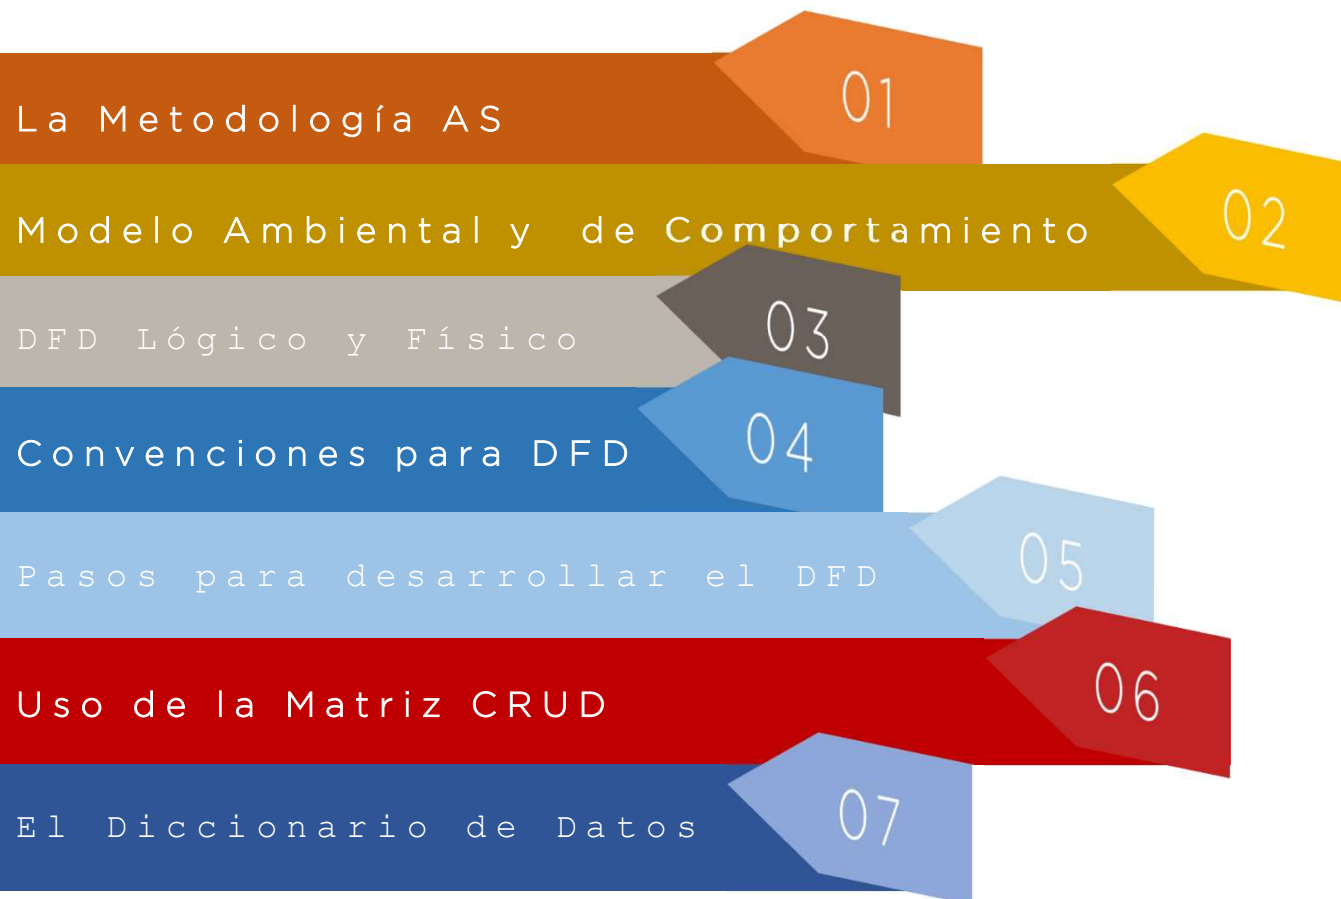 La Metodología AS
01
Modelo Ambiental y de Comportamiento
02
DFD Lógico y Físico
03
Convenciones para DFD
04
Pasos para desarrollar el DFD
05
Uso de la Matriz CRUD
06
El Diccionario de Datos
07